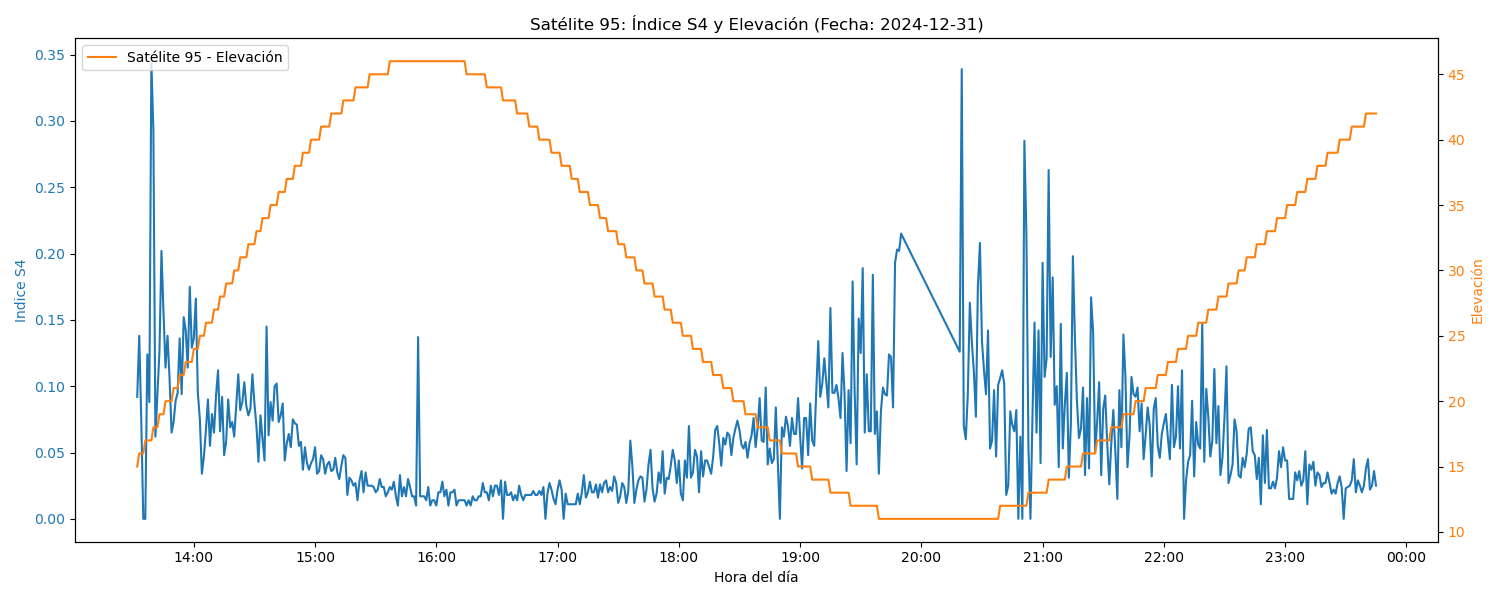 Satélite 95: Índice S4 y Elevación (Fecha: 2024-12-31)
Satélite 95 - Elevación
Indice S4
0.35
0.30
0.25
0.20
0.15
0.10
0.05
0.00
45
40
35
30
25
20
15
10
Elevación
14:00 15:00 16:00 17:00 18:00 19:00 20:00 21:00 22:00 23:00 00:00
Hora del día